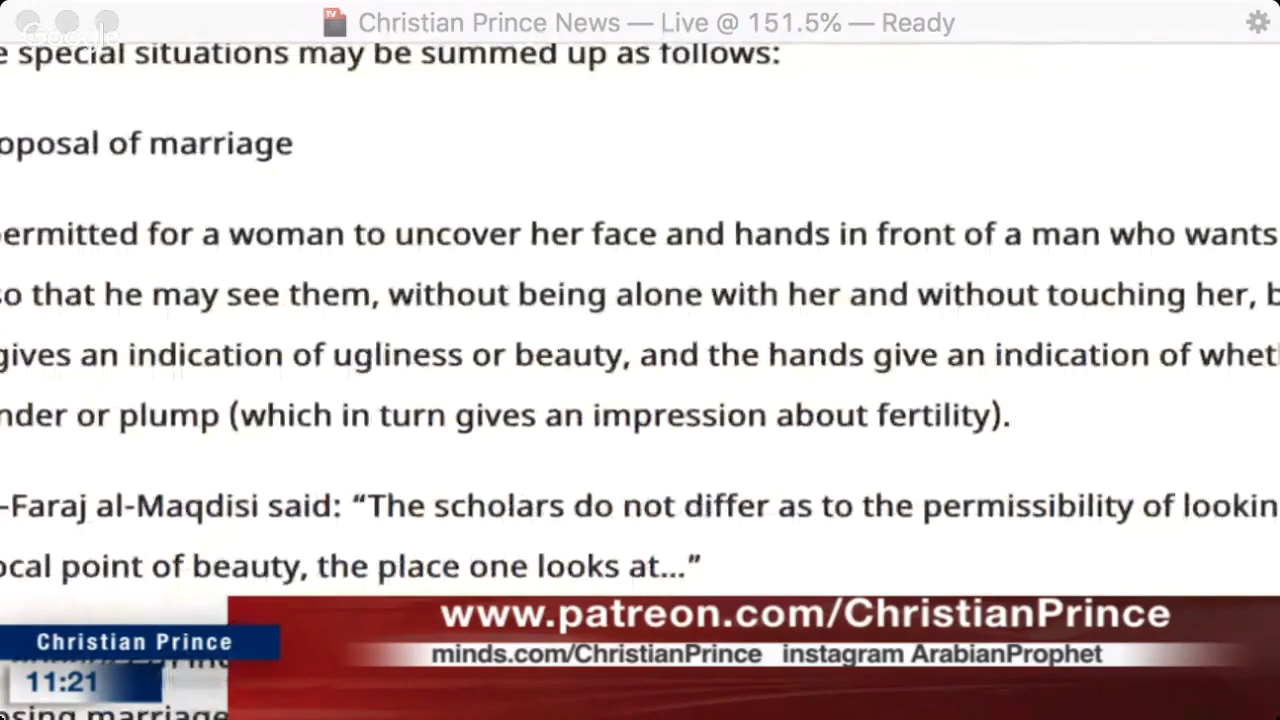 Christian Prince News — Live @ 151.5% — Ready
Google
e special situations may be summed up as follows:
oposal of marriage
permitted for a woman to uncover her face and hands in front of a man who wants
so that he may see them, without being alone with her and without touching her, b
gives an indication of ugliness or beauty, and the hands give an indication of wheth
nder or plump (which in turn gives an impression about fertility).
-Faraj al-Maqdisi said: “The scholars do not differ as to the permissibility of lookin
ocal point of beauty, the place one looks at...”
www.patreon.com/ChristianPrince
Christian Prince
minds.com/ChristianPrince instagram ArabianProphet
11:21
osing marriage